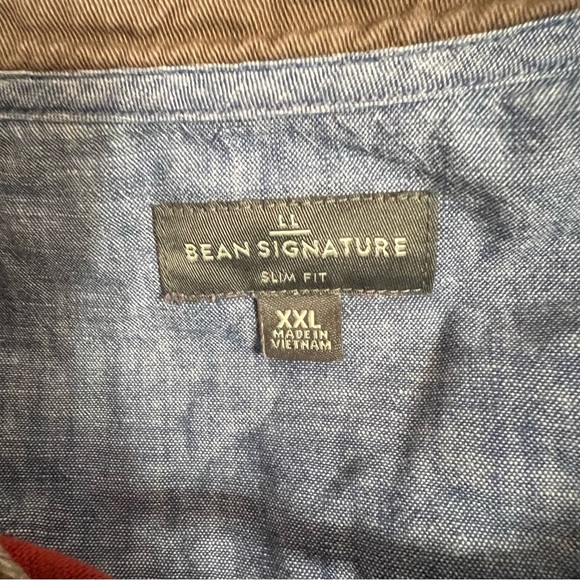 LL
BEAN SIGNATURE
SLIM FIT
XXL
MADE IN
VIETNAM